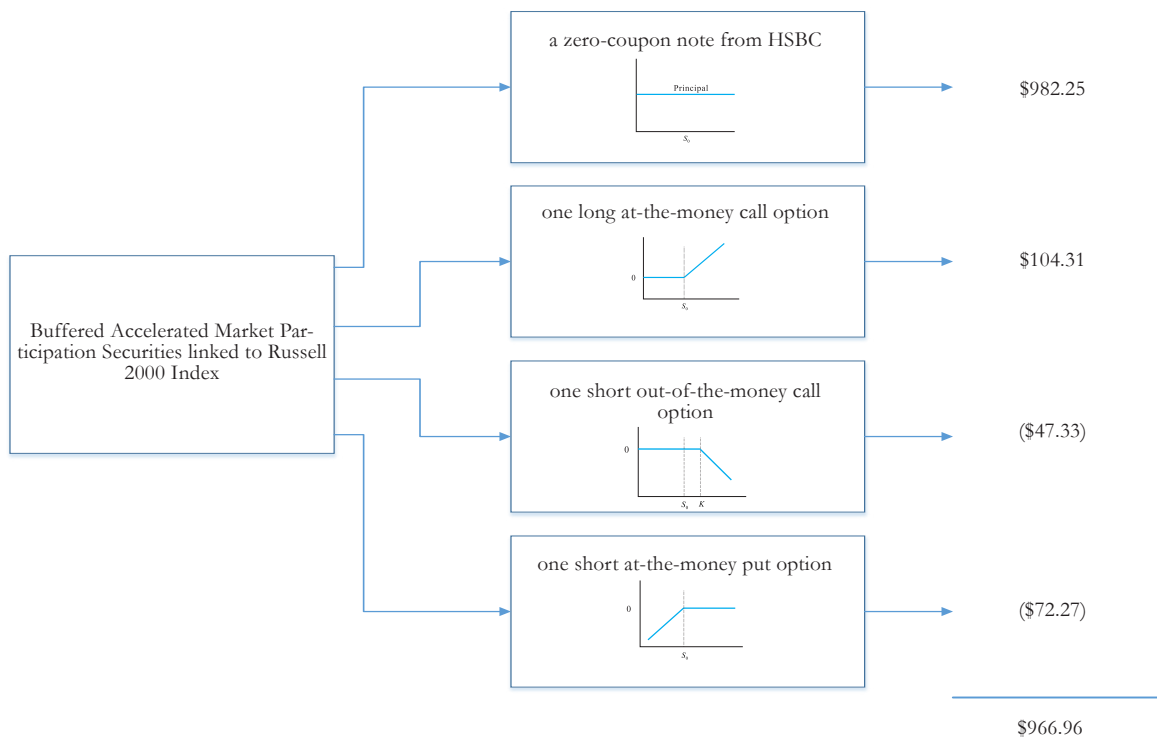 a zero-coupon note from HSBC
Principal
S₀
$982.25
one long at-the-money call option
0
S₀
$104.31
Buffered Accelerated Market Par-
ticipation Securities linked to Russell
2000 Index
one short out-of-the-money call
option
0
S₀ K
($47.33)
one short at-the-money put option
0
S₀
($72.27)
$966.96